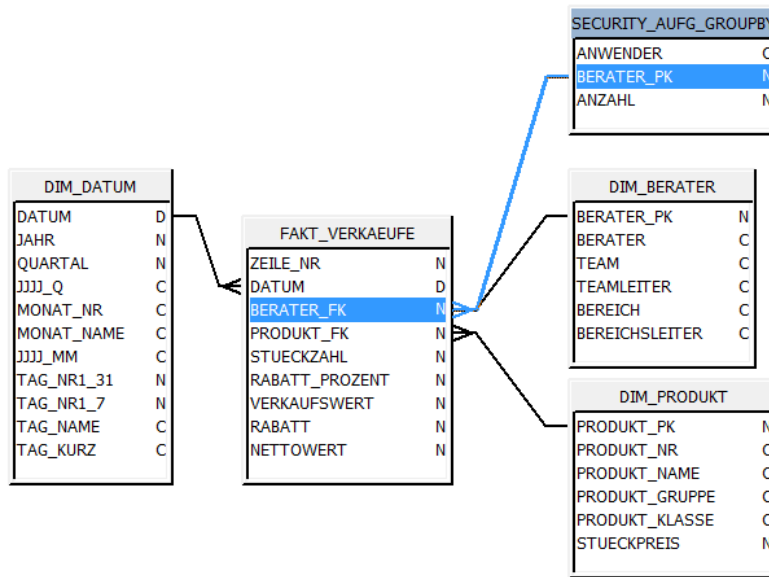 SECURITY_AUFG_GROUPBY
ANWENDER C
BERATER_PK N
ANZAHL N
DIM_DATUM
DATUM D
JAHR N
QUARTAL N
JJJJ_Q C
MONAT_NR C
MONAT_NAME C
JJJJ_MM C
TAG_NR1_31 N
TAG_NR1_7 N
TAG_NAME C
TAG_KURZ C
FAKT_VERKAEUFE
ZEILE_NR N
DATUM D
BERATER_FK N
PRODUKT_FK N
STUECKZAHL N
RABATT_PROZENT N
VERKAUFSWERT N
RABATT N
NETTOWERT N
DIM_BERATER
BERATER_PK N
BERATER C
TEAM C
TEAMLEITER C
BEREICH C
BEREICHSLEITER C
DIM_PRODUKT
PRODUKT_PK N
PRODUKT_NR C
PRODUKT_NAME C
PRODUKT_GRUPPE C
PRODUKT_KLASSE C
STUECKPREIS N